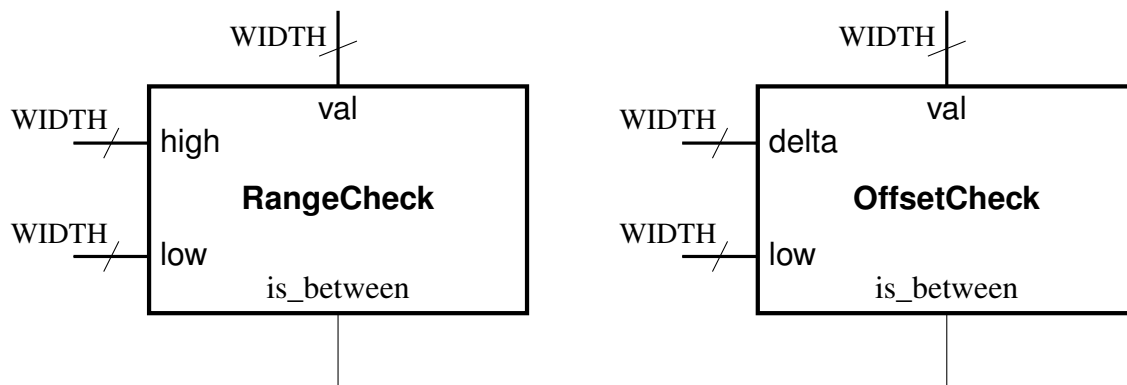 WIDTH
val
WIDTH
high
RangeCheck
WIDTH
low
is_between
WIDTH
val
WIDTH
delta
OffsetCheck
WIDTH
low
is_between